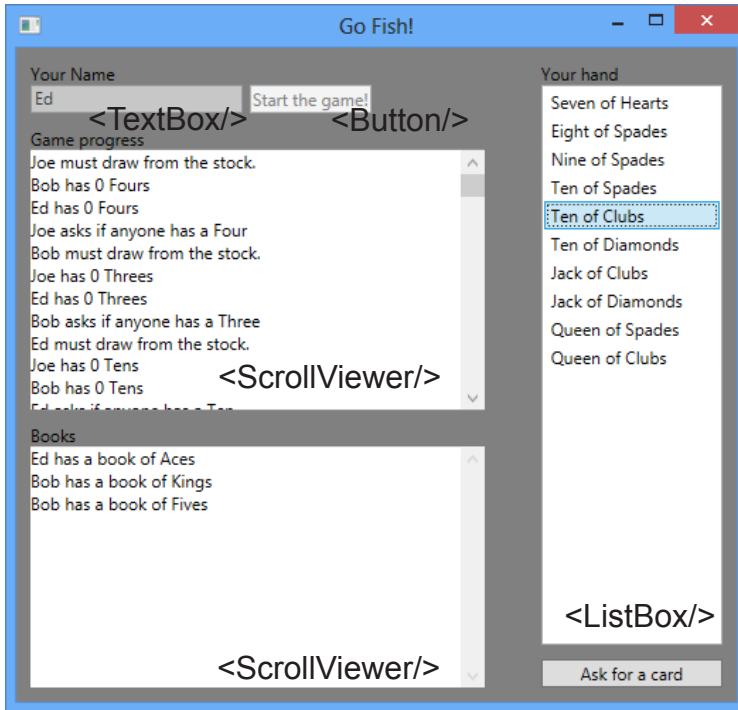 Go Fish!
Your Name
Ed
Start the game!
<TextBox/>
<Button/>
Game progress
Joe must draw from the stock.
Bob has 0 Fours
Ed has 0 Fours
Joe asks if anyone has a Four
Bob must draw from the stock.
Joe has 0 Threes
Ed has 0 Threes
Bob asks if anyone has a Three
Ed must draw from the stock.
Joe has 0 Tens
Bob has 0 Tens
Ed asks if anyone has a Ten
<ScrollViewer/>
Books
Ed has a book of Aces
Bob has a book of Kings
Bob has a book of Fives
<ScrollViewer/>
Your hand
Seven of Hearts
Eight of Spades
Nine of Spades
Ten of Spades
Ten of Clubs
Ten of Diamonds
Jack of Clubs
Jack of Diamonds
Queen of Spades
Queen of Clubs
<ListBox/>
Ask for a card